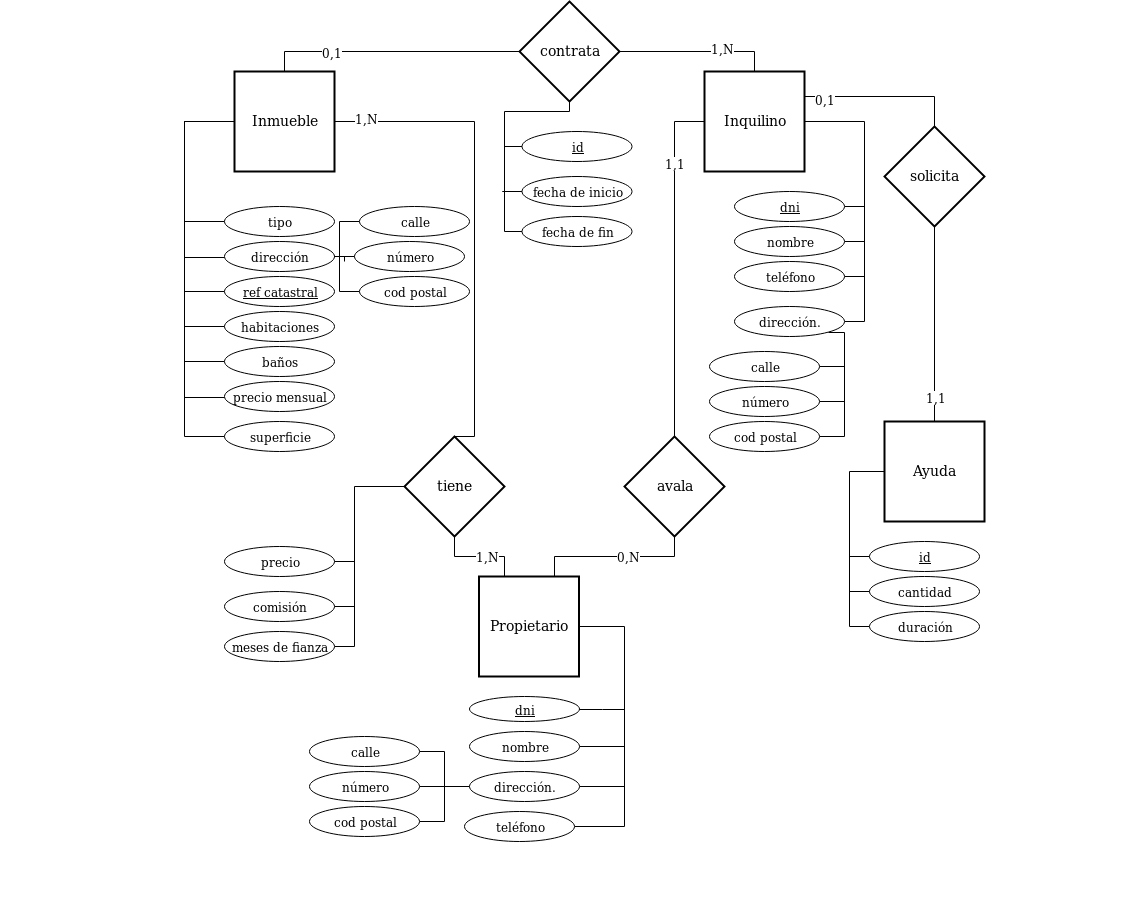 contrata
0,1
1,N
Inmueble
1,N
Inquilino
0,1
id
1,1
solicita
fecha de inicio
dni
tipo
calle
fecha de fin
nombre
dirección
número
teléfono
ref catastral
cod postal
habitaciones
dirección.
baños
calle
precio mensual
número
1,1
superficie
cod postal
tiene
avala
Ayuda
1,N
0,N
precio
id
comisión
cantidad
meses de fianza
Propietario
duración
dni
nombre
calle
dirección.
número
cod postal
teléfono